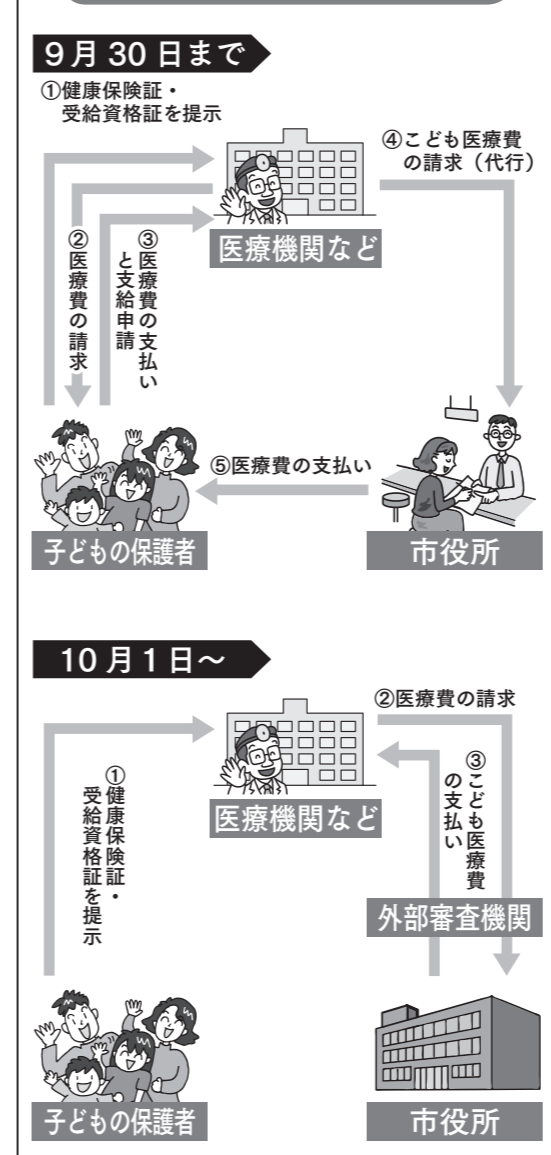 9月30日まで
①健康保険証・
受給資格証を提示
④こども医療費
の請求（代行）
医療機関など
②医療費の請求
③医療費の支払い
と支給申請
⑤医療費の支払い
子どもの保護者
市役所
10月1日～
②医療費の請求
①健康保険証・
受給資格証を提示
医療機関など
③こども医療費
の支払い
外部審査機関
子どもの保護者
市役所